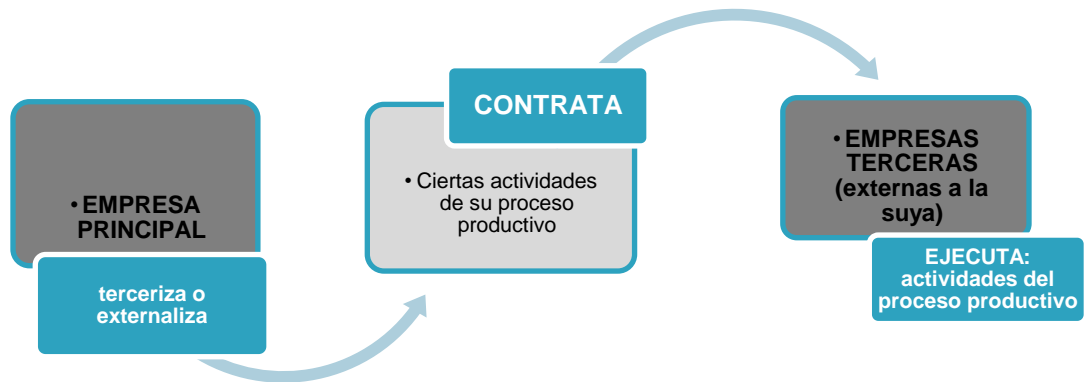 • EMPRESA
PRINCIPAL
terceriza o
externaliza
CONTRATA
• Ciertas actividades
de su proceso
productivo
• EMPRESAS
TERCERAS
(externas a la
suya)
EJECUTA:
actividades del
proceso productivo